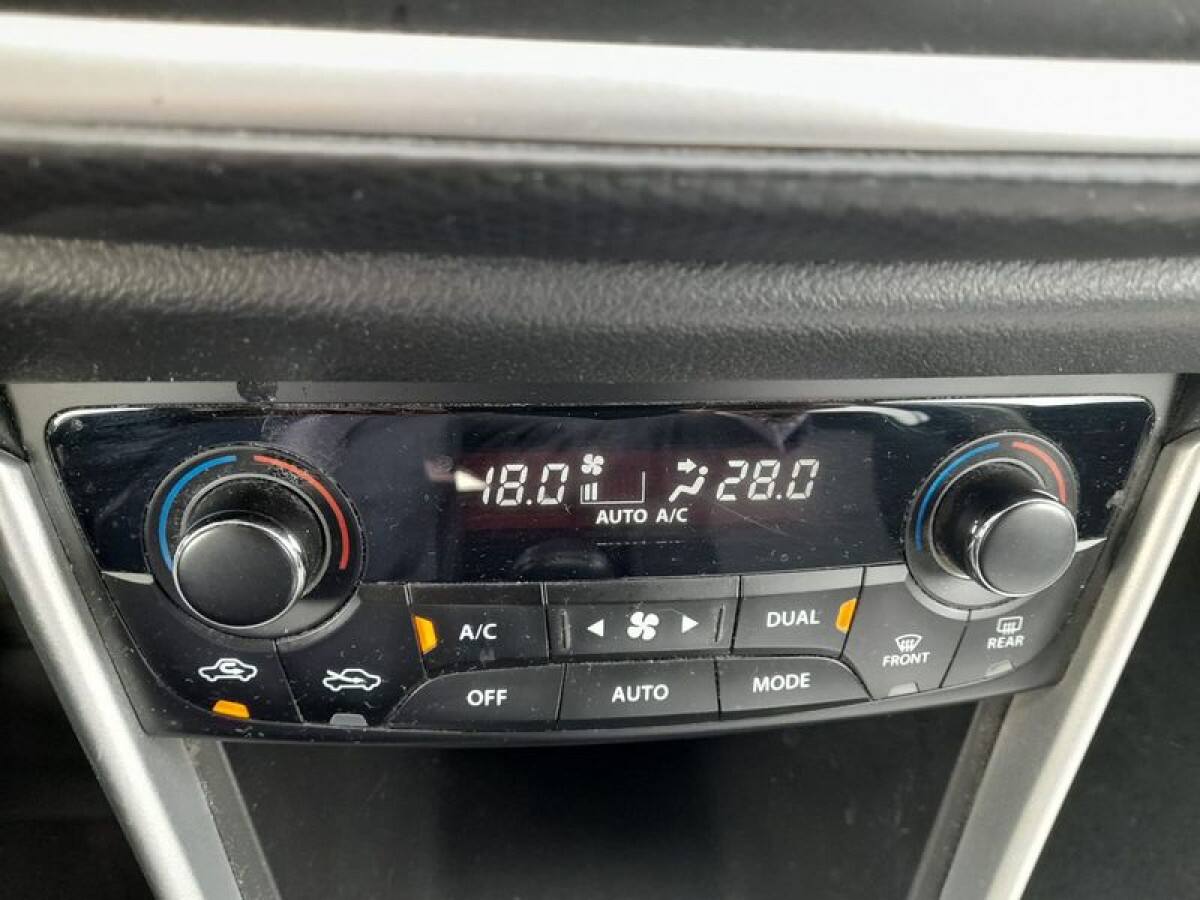 18.0 28.0
AUTO A/C
A/C DUAL
FRONT REAR
OFF AUTO MODE